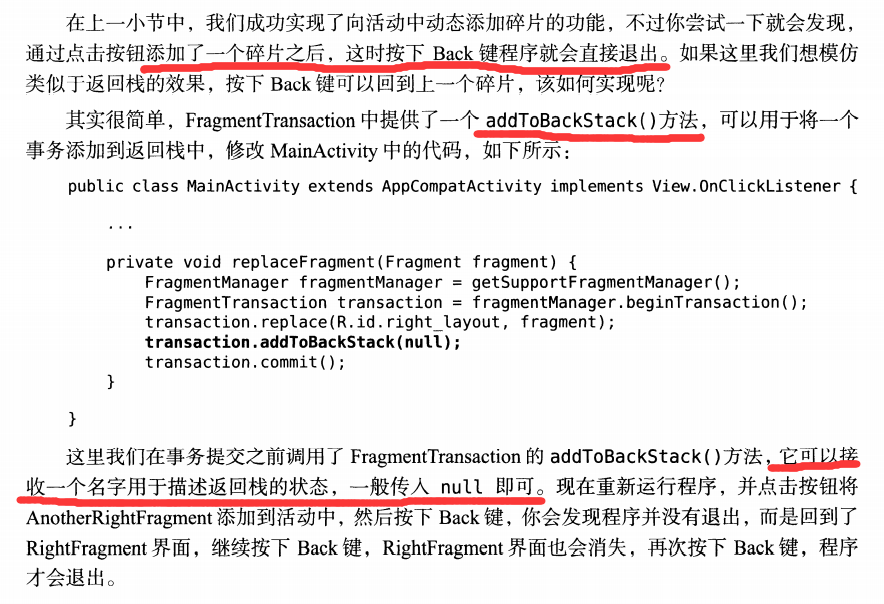 在上一小节中，我们成功实现了向活动中动态添加碎片的功能，不过你尝试一下就会发现，
通过点击按钮添加了一个碎片之后，这时按下 Back 键程序就会直接退出。如果这里我们想模仿
类似于返回栈的效果，按下 Back 键可以回到上一个碎片，该如何实现呢？
其实很简单，FragmentTransaction 中提供了一个 addToBackStack()方法，可以用于将一个
事务添加到返回栈中，修改 MainActivity 中的代码，如下所示：
public class MainActivity extends AppCompatActivity implements View.OnClickListener {
...
private void replaceFragment(Fragment fragment) {
FragmentManager fragmentManager = getSupportFragmentManager();
FragmentTransaction transaction = fragmentManager.beginTransaction();
transaction.replace(R.id.right_layout, fragment);
transaction.addToBackStack(null);
transaction.commit();
}
}
这里我们在事务提交之前调用了 FragmentTransaction 的 addToBackStack()方法，它可以接
收一个名字用于描述返回栈的状态，一般传入 null 即可。现在重新运行程序，并点击按钮将
AnotherRightFragment 添加到活动中，然后按下 Back 键，你会发现程序并没有退出，而是回到了
RightFragment 界面，继续按下 Back 键，RightFragment 界面也会消失，再次按下 Back 键，程序
才会退出。